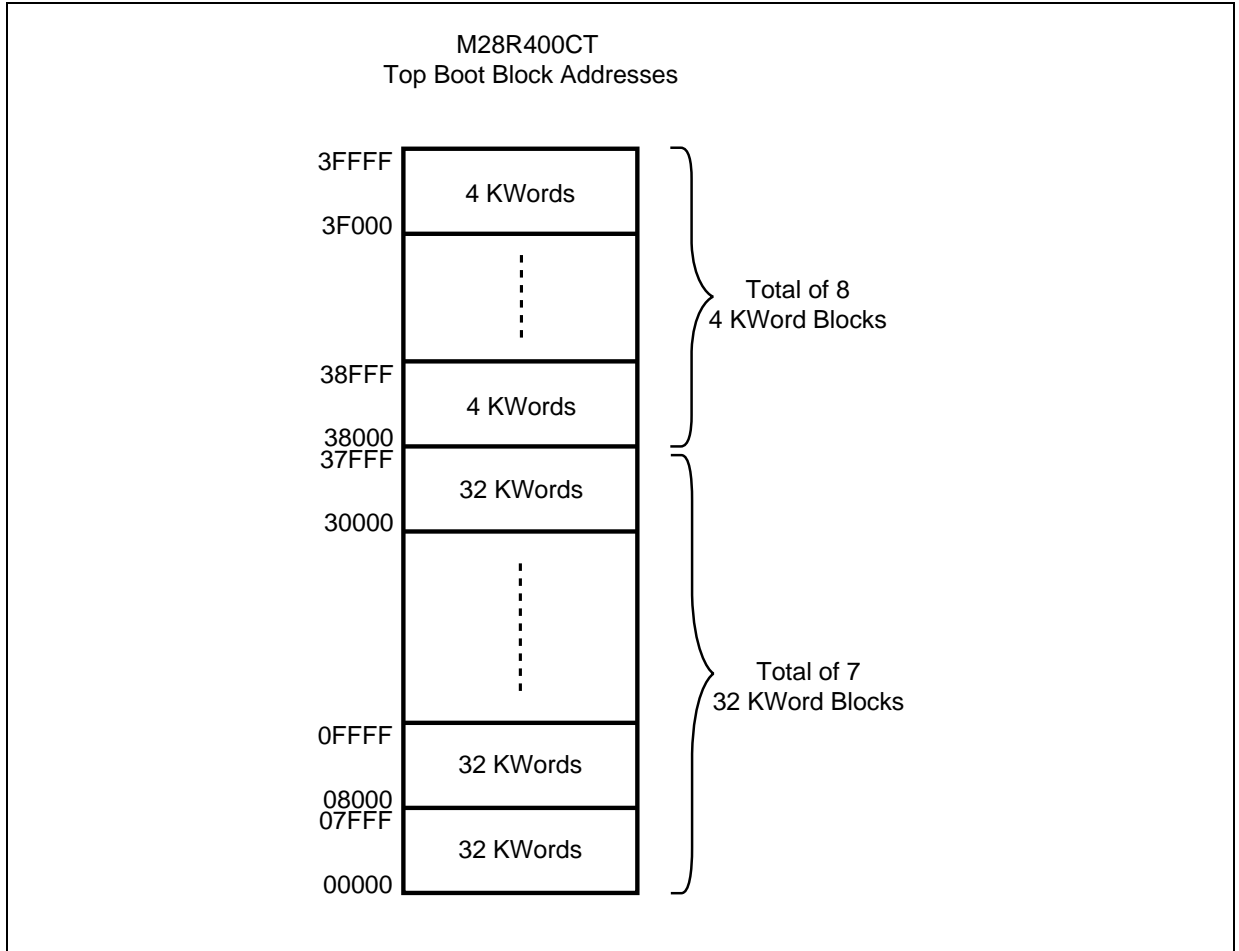 M28R400CT
Top Boot Block Addresses
3FFFF
4 KWords
3F000
Total of 8
4 KWord Blocks
38FFF
4 KWords
38000
37FFF
32 KWords
30000
Total of 7
32 KWord Blocks
0FFFF
32 KWords
08000
07FFF
32 KWords
00000